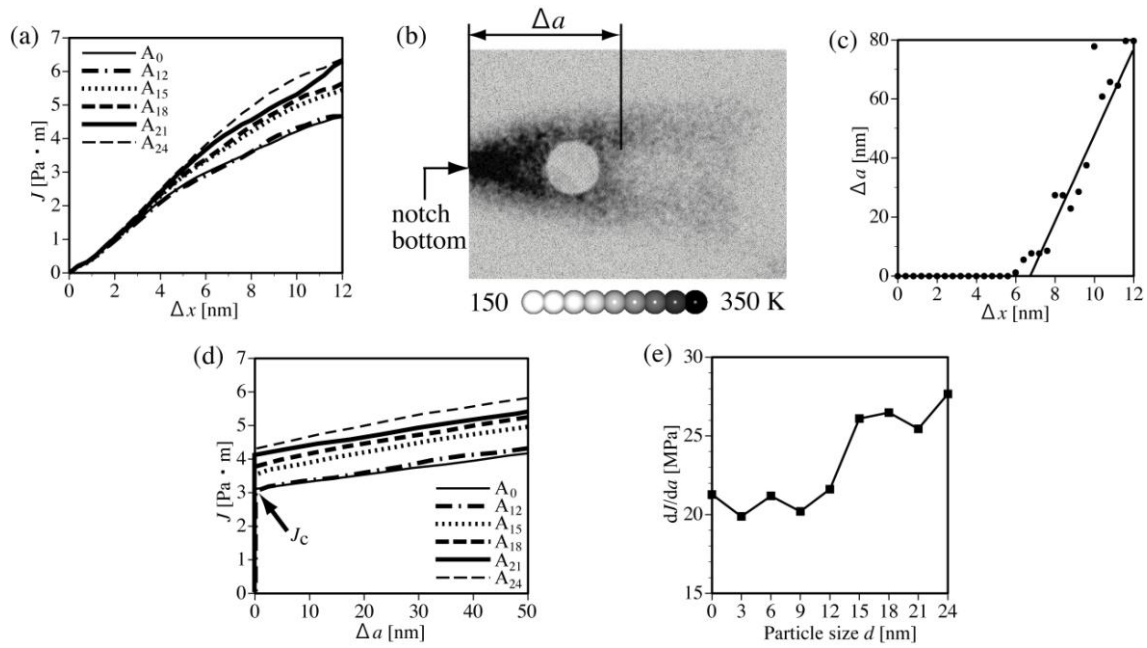 (a)
7
6
5
4
3
2
1
0
J [Pa・m]
A0
A12
A15
A18
A21
A24
0 2 4 6 8 10 12
Δx [nm]
(b)
Δa
notch
bottom
150 350 K
(c)
80
60
40
20
0
Δa [nm]
0 2 4 6 8 10 12
Δx [nm]
(d)
7
6
5
4
3
2
1
0
J [Pa・m]
Jc
A0
A12
A15
A18
A21
A24
0 10 20 30 40 50
Δa [nm]
(e)
30
25
20
15
dJ/da [MPa]
0 3 6 9 12 15 18 21 24
Particle size d [nm]